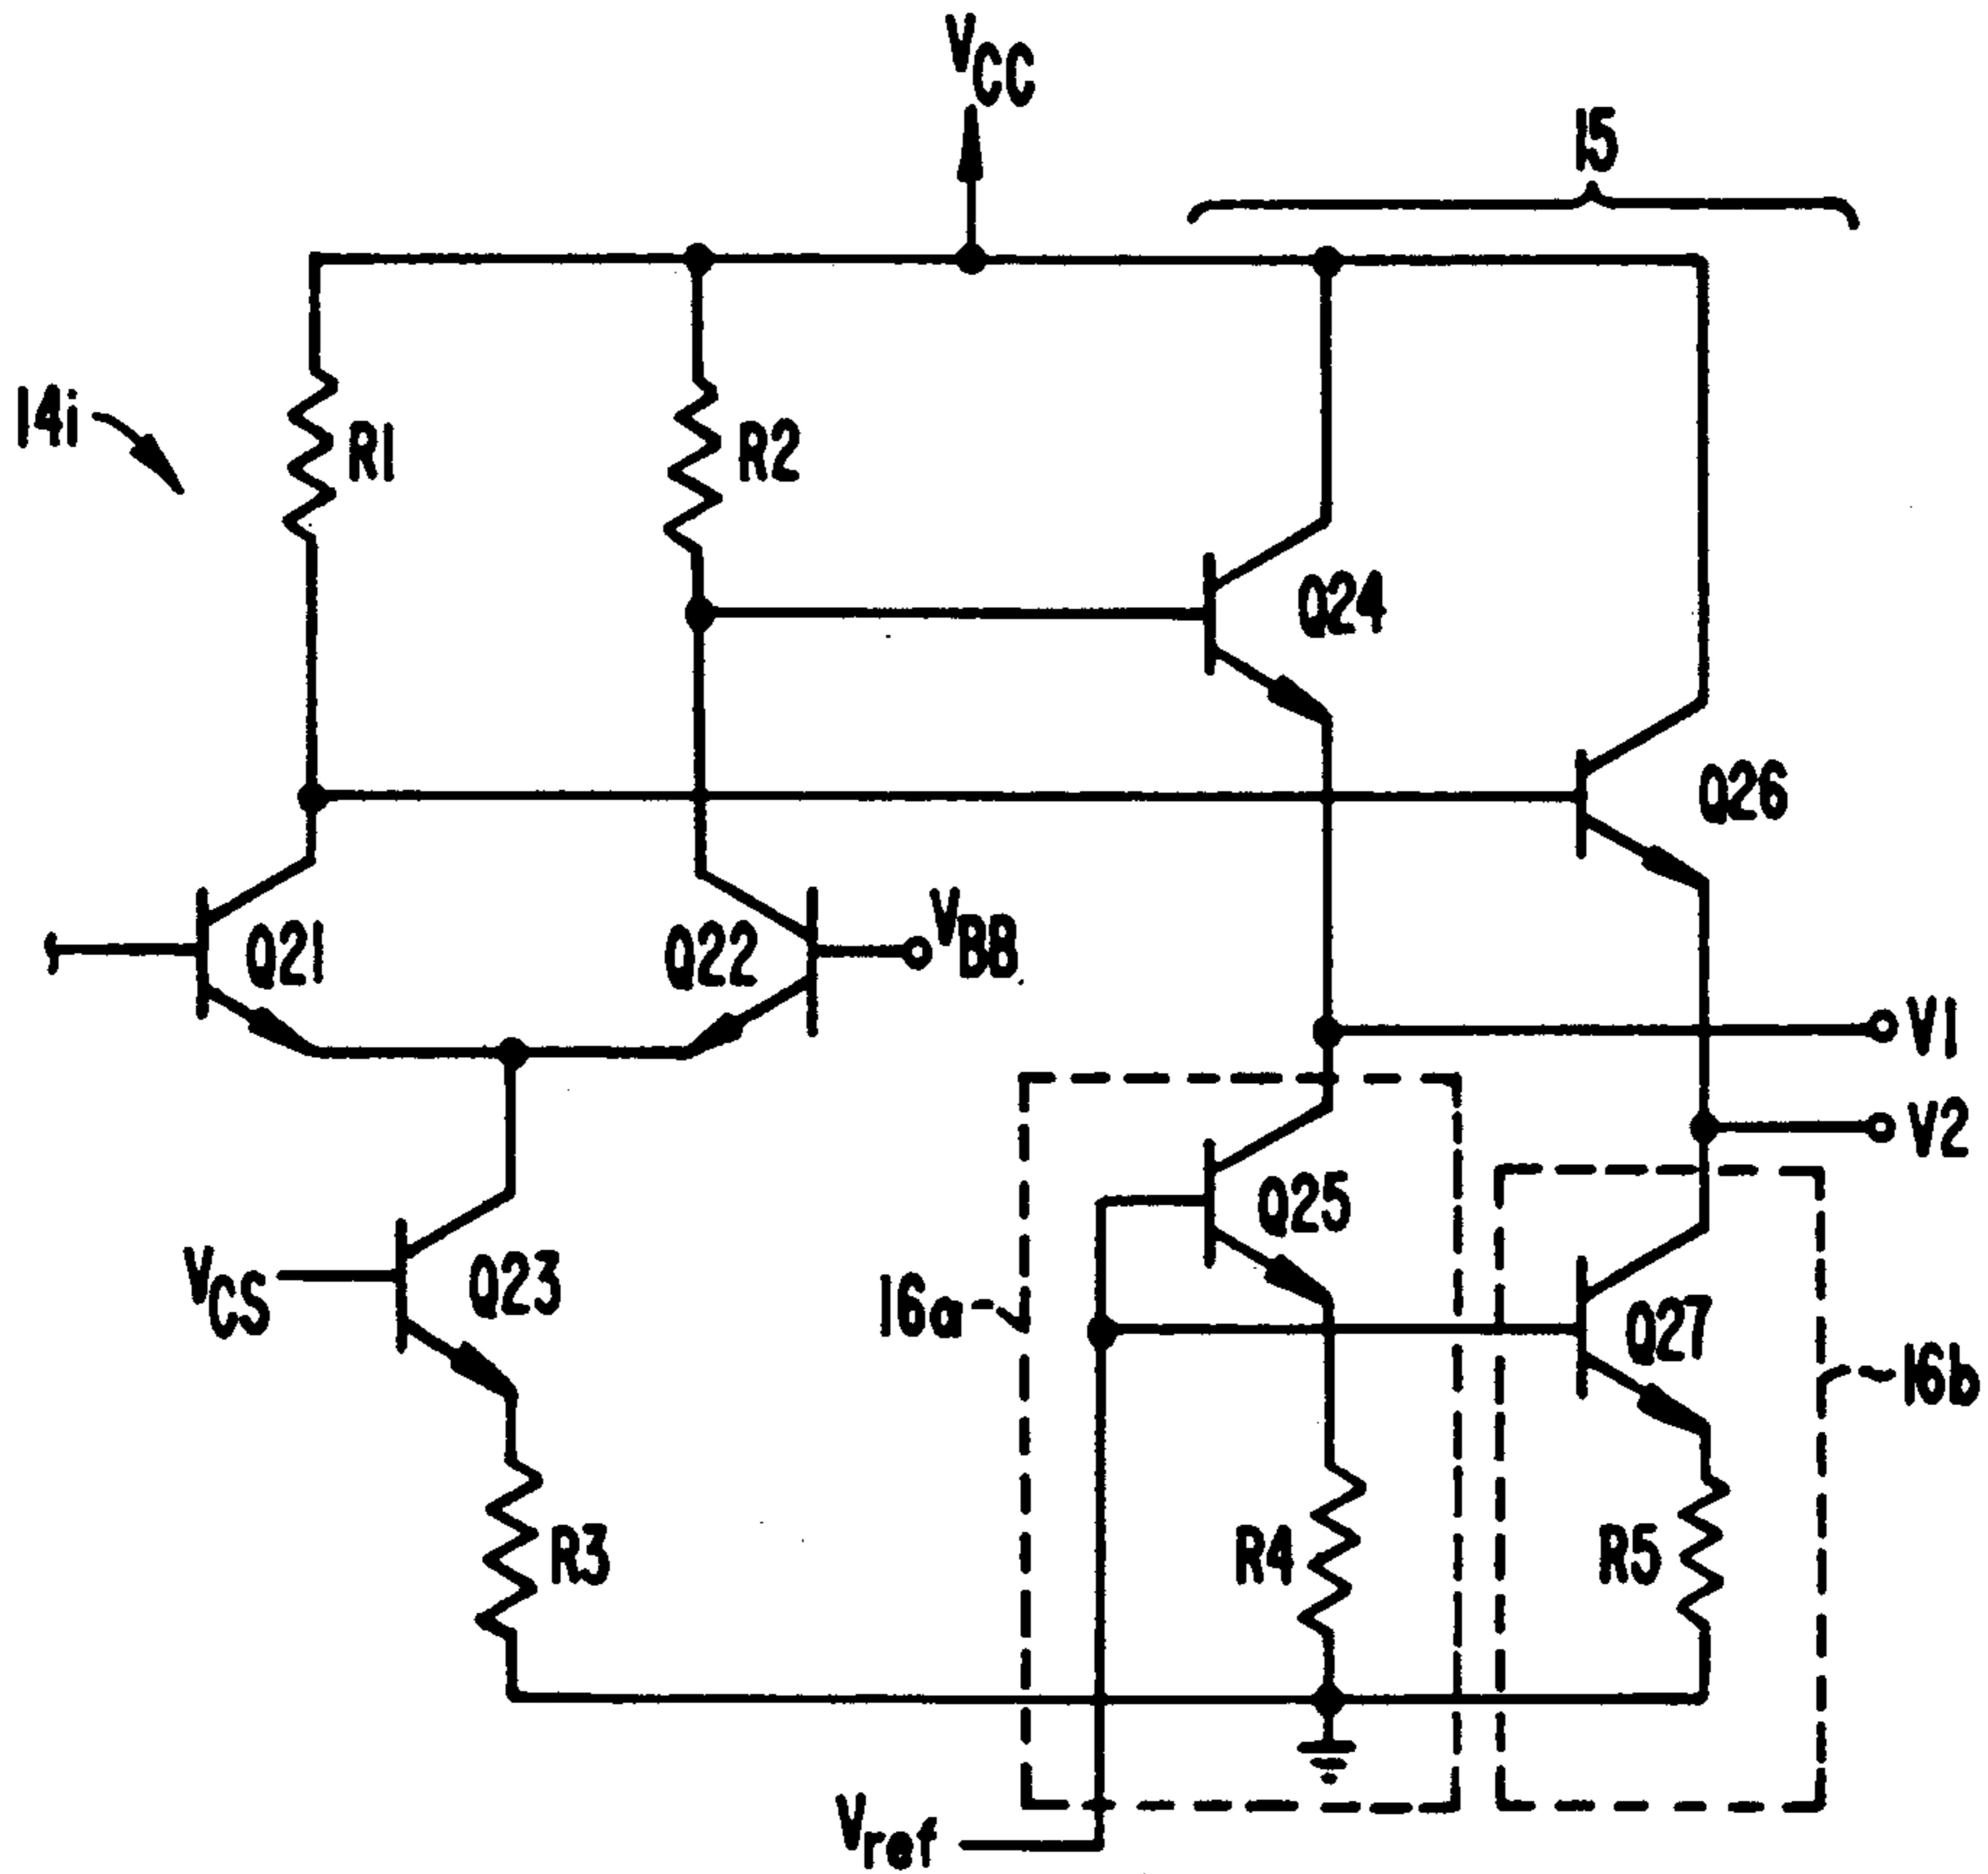 VCC
15
14i
R1
R2
Q24
Q26
Q21
Q22
VBB
V1
V2
Q25
VCS
Q23
16a
Q27
16b
R3
R4
R5
Vref